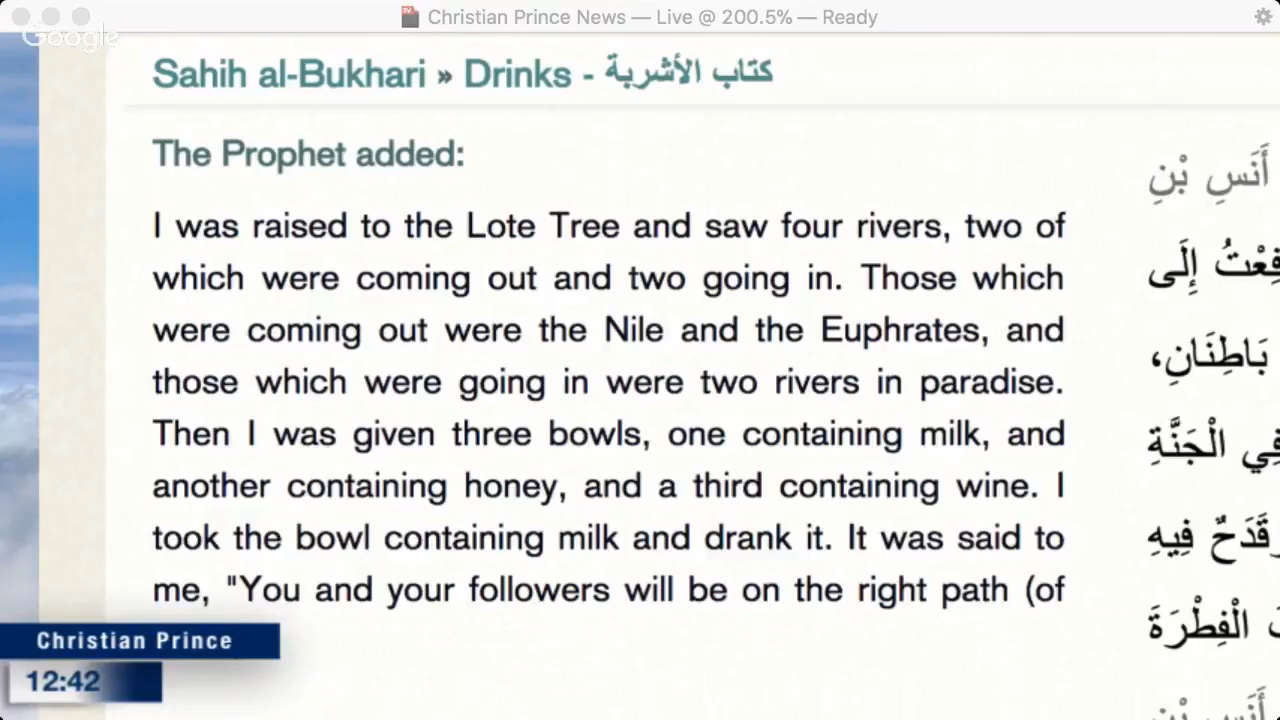 Christian Prince News — Live @ 200.5% — Ready
Google
Sahih al-Bukhari » Drinks - كتاب الأشربة
The Prophet added:
I was raised to the Lote Tree and saw four rivers, two of
which were coming out and two going in. Those which
were coming out were the Nile and the Euphrates, and
those which were going in were two rivers in paradise.
Then I was given three bowls, one containing milk, and
another containing honey, and a third containing wine. I
took the bowl containing milk and drank it. It was said to
me, "You and your followers will be on the right path (of
أَنَسِ بْنِ
إِلَى
بَاطِنَانِ،
فِي الْجَنَّةِ
قَدَحٌ فِيهِ
الْفِطْرَةَ
أَنَسِ بْنِ
Christian Prince
12:42